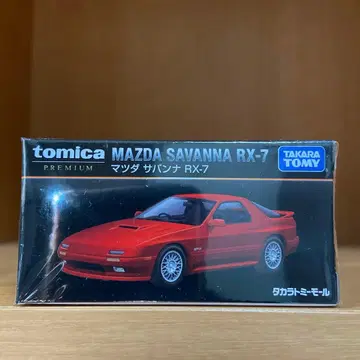 tomica
PREMIUM
MAZDA SAVANNA RX-7
マツダ サバンナ RX-7
TAKARA
TOMY
タカラトミーモール